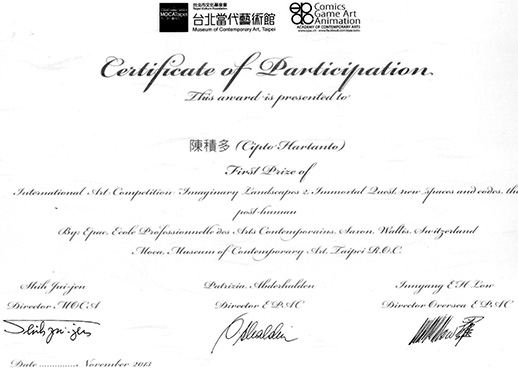 MOCA Taipei
台北市文化基金會
Taipei Culture Foundation
台北當代藝術館
Museum of Contemporary Art, Taipei
epac
Comics
Game Art
Animation
ACADEMY OF CONTEMPORARY ARTS
Certificate of Participation
This award is presented to
陳積多 (Cipto Hartanto)
First Prize of
International Art Competition: Imaginary Landscapes & Immortal Quest, new spaces and codes, the
post-human
By: Epac, Ecole Professionnelle des Arts Contemporains, Saxon, Wallis, Switzerland
Moca, Museum of Contemporary Art, Taipei R.O.C.
Shih Jui-jen Patrizia Abderhalden Inngang E.H. Low
Director MOCA Director EPAC Director Oversea EPAC
Shih Jui-jen
Date .............. November 2013